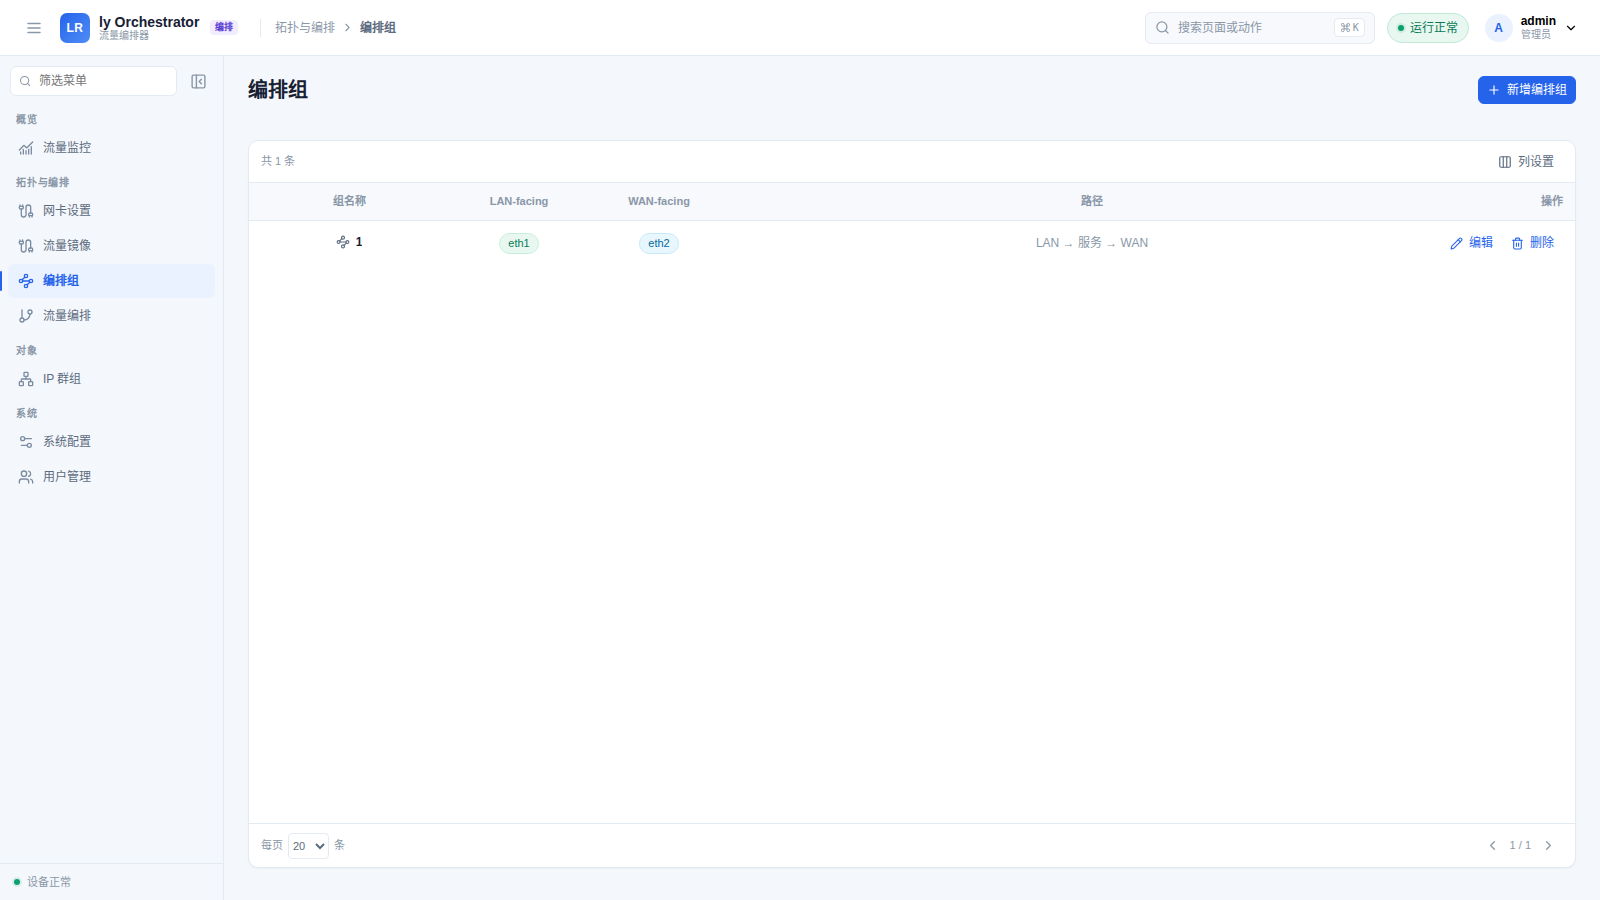 LR
ly Orchestrator
流量编排器
编排
拓扑与编排
编排组
搜索页面或动作
⌘K
运行正常
A
admin
管理员
筛选菜单
概览
流量监控
拓扑与编排
网卡设置
流量镜像
编排组
流量编排
对象
IP 群组
系统
系统配置
用户管理
设备正常
编排组
新增编排组
共 1 条
列设置
组名称 LAN-facing WAN-facing 路径 操作
1 eth1 eth2 LAN → 服务 → WAN 编辑 删除
每页 20 条
1 / 1